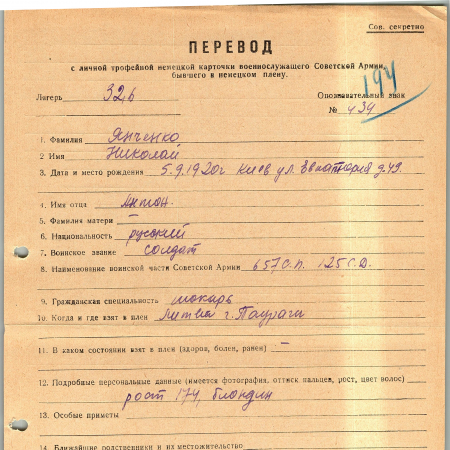 Сов. секретно
ПЕРЕВОД
с личной трофейной немецкой карточки военнослужащего Советской Армии,
бывшего в немецком плену.
194
Лагерь 326
Опознавательный знак
№ 434
1. Фамилия Янченко
2 Имя Николай
3. Дата и место рождения 5.9.1920г Киев ул. Евпатория д.49.
4. Имя отца Антон.
5. Фамилия матери —
6. Национальность русский
7. Воинское звание солдат
8. Наименование воинской части Советской Армии 657 С.П. 125 С.Д.
9. Гражданская специальность токарь
10. Когда и где взят в плен Литва г. Таураги
11. В каком состоянии взят в плен (здоров, болен, ранен) —
12. Подробные персональные данные (имеется фотография, оттиск пальцев, рост, цвет волос)
рост 174, блондин
13. Особые приметы
14. Ближайшие родственники и их местожительство